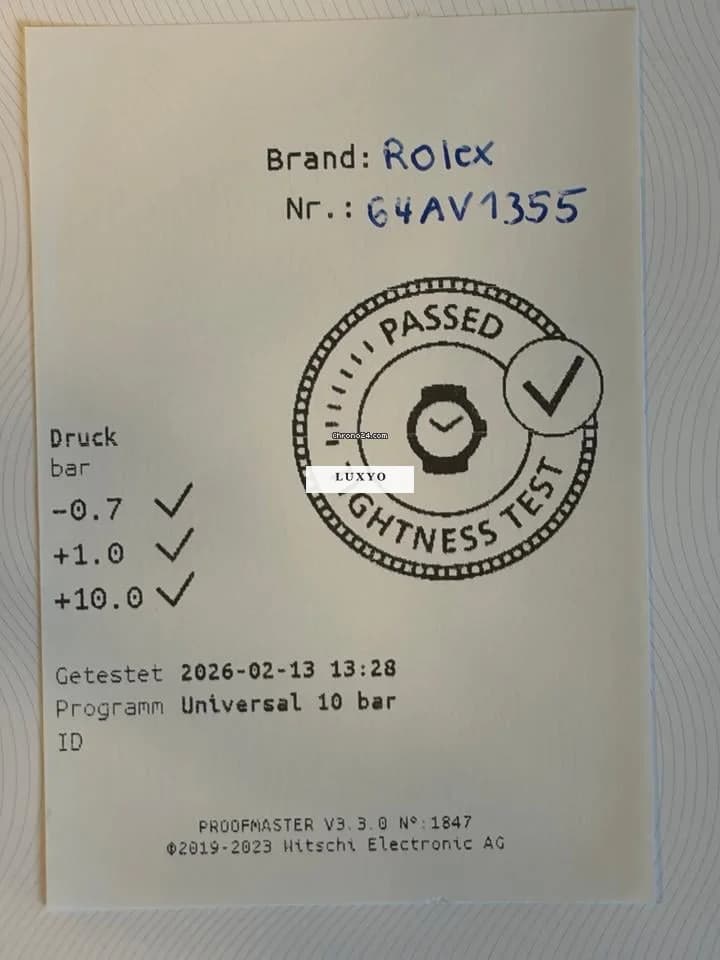 Brand: Rolex
Nr.: 64AV1355
PASSED
Chrono24.com
LUXYO
TIGHTNESS TEST
Druck
bar
-0.7
+1.0
+10.0
Getestet 2026-02-13 13:28
Programm Universal 10 bar
ID
PROOFMASTER V3.3.0 N°:1847
©2019-2023 Witschi Electronic AG